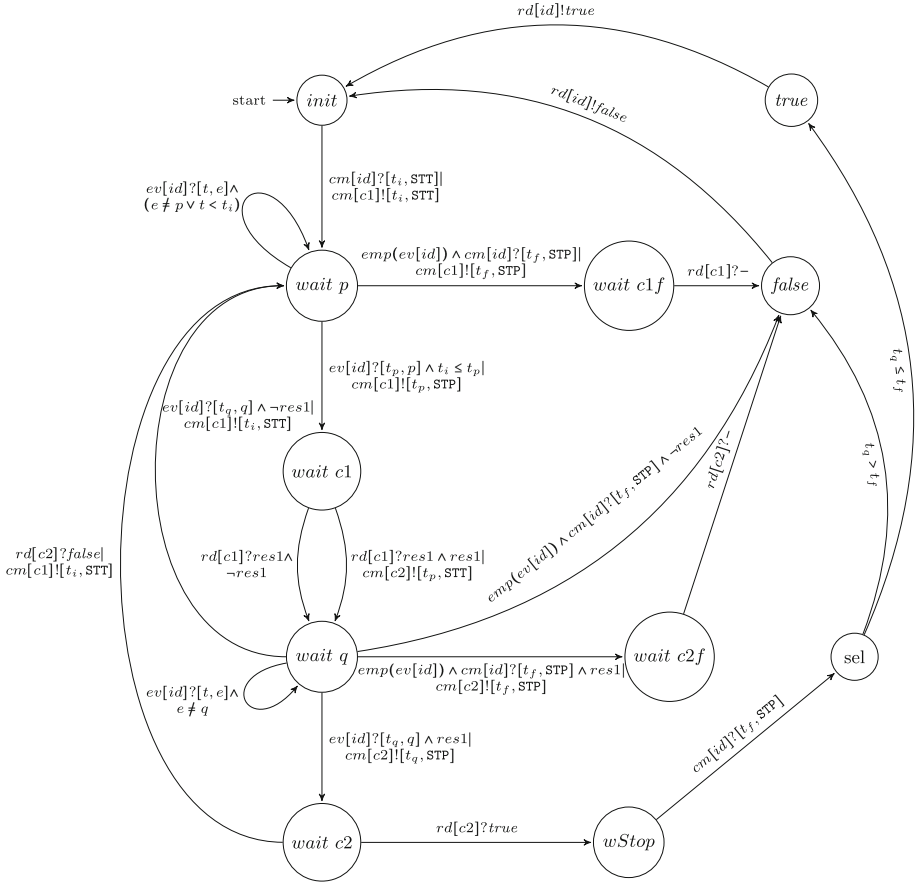 rd[id]!true
start
init
true
rd[id]!false
cm[id]?[t_i, STT]|
cm[c1]![t_i, STT]
ev[id]?[t, e]∧
(e ≠ p ∨ t < t_i)
wait p
emp(ev[id]) ∧ cm[id]?[t_f, STP]|
cm[c1]![t_f, STP]
wait c1f
rd[c1]?−
false
ev[id]?[t_p, p] ∧ t_i ≤ t_p|
cm[c1]![t_p, STP]
t_q ≤ t_f
ev[id]?[t_q, q] ∧ ¬res1|
cm[c1]![t_i, STT]
wait c1
t_q > t_f
emp(ev[id]) ∧ cm[id]?[t_f, STP] ∧ ¬res1
rd[c2]?−
rd[c2]?false|
cm[c1]![t_i, STT]
rd[c1]?res1∧
¬res1
rd[c1]?res1 ∧ res1|
cm[c2]![t_p, STT]
wait q
emp(ev[id]) ∧ cm[id]?[t_f, STP] ∧ res1|
cm[c2]![t_f, STP]
wait c2f
sel
ev[id]?[t, e]∧
e ≠ q
ev[id]?[t_q, q] ∧ res1|
cm[c2]![t_q, STP]
cm[id]?[t_f, STP]
wait c2
rd[c2]?true
wStop